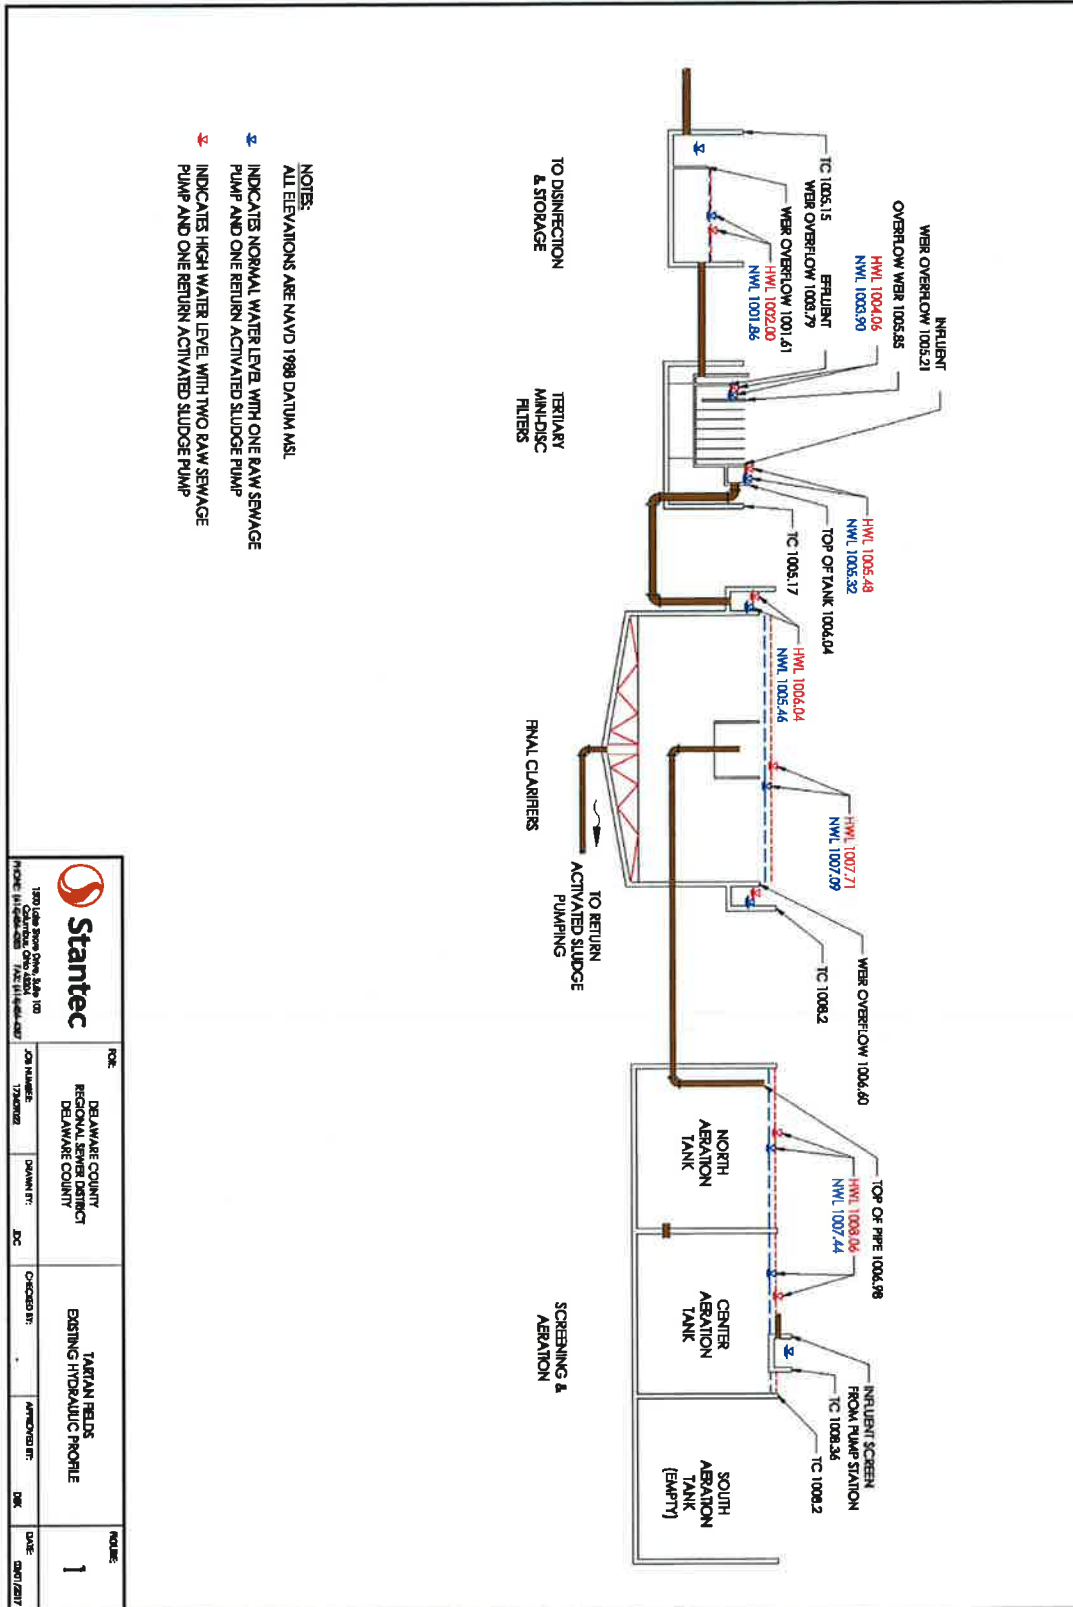 INFLUENT
WEIR OVERFLOW 1005.21
OVERFLOW WEIR 1005.85
HWL 1004.06
NWL 1003.90
EFFLUENT
WEIR OVERFLOW 1003.79
TC 1005.15
WEIR OVERFLOW 1001.61
HWL 1002.00
NWL 1001.86
HWL 1005.48
NWL 1005.32
TOP OF TANK 1006.04
TC 1005.17
HWL 1006.04
NWL 1005.46
HWL 1007.71
NWL 1007.09
WEIR OVERFLOW 1006.60
TC 1008.2
TOP OF PIPE 1006.98
HWL 1008.06
NWL 1007.44
INFLUENT SCREEN
FROM PUMP STATION
TC 1008.36
TC 1008.2
NORTH
AERATION
TANK
CENTER
AERATION
TANK
SOUTH
AERATION
TANK
(EMPTY)
TO RETURN
ACTIVATED SLUDGE
PUMPING
TO DISINFECTION
& STORAGE
TERTIARY
MINI-DISC
FILTERS
FINAL CLARIFIERS
SCREENING &
AERATION
NOTES:
ALL ELEVATIONS ARE NAVD 1988 DATUM MSL
INDICATES NORMAL WATER LEVEL WITH ONE RAW SEWAGE
PUMP AND ONE RETURN ACTIVATED SLUDGE PUMP
INDICATES HIGH WATER LEVEL WITH TWO RAW SEWAGE
PUMP AND ONE RETURN ACTIVATED SLUDGE PUMP
Stantec
1500 Lake Shore Drive, Suite 100
Columbus, Ohio 43204
FOR:
DELAWARE COUNTY
REGIONAL SEWER DISTRICT
DELAWARE COUNTY
TARTAN FIELDS
EXISTING HYDRAULIC PROFILE
FIGURE:
1
JOB NUMBER:
DRAWN BY:
JDC
CHECKED BY:
-
APPROVED BY:
DATE: